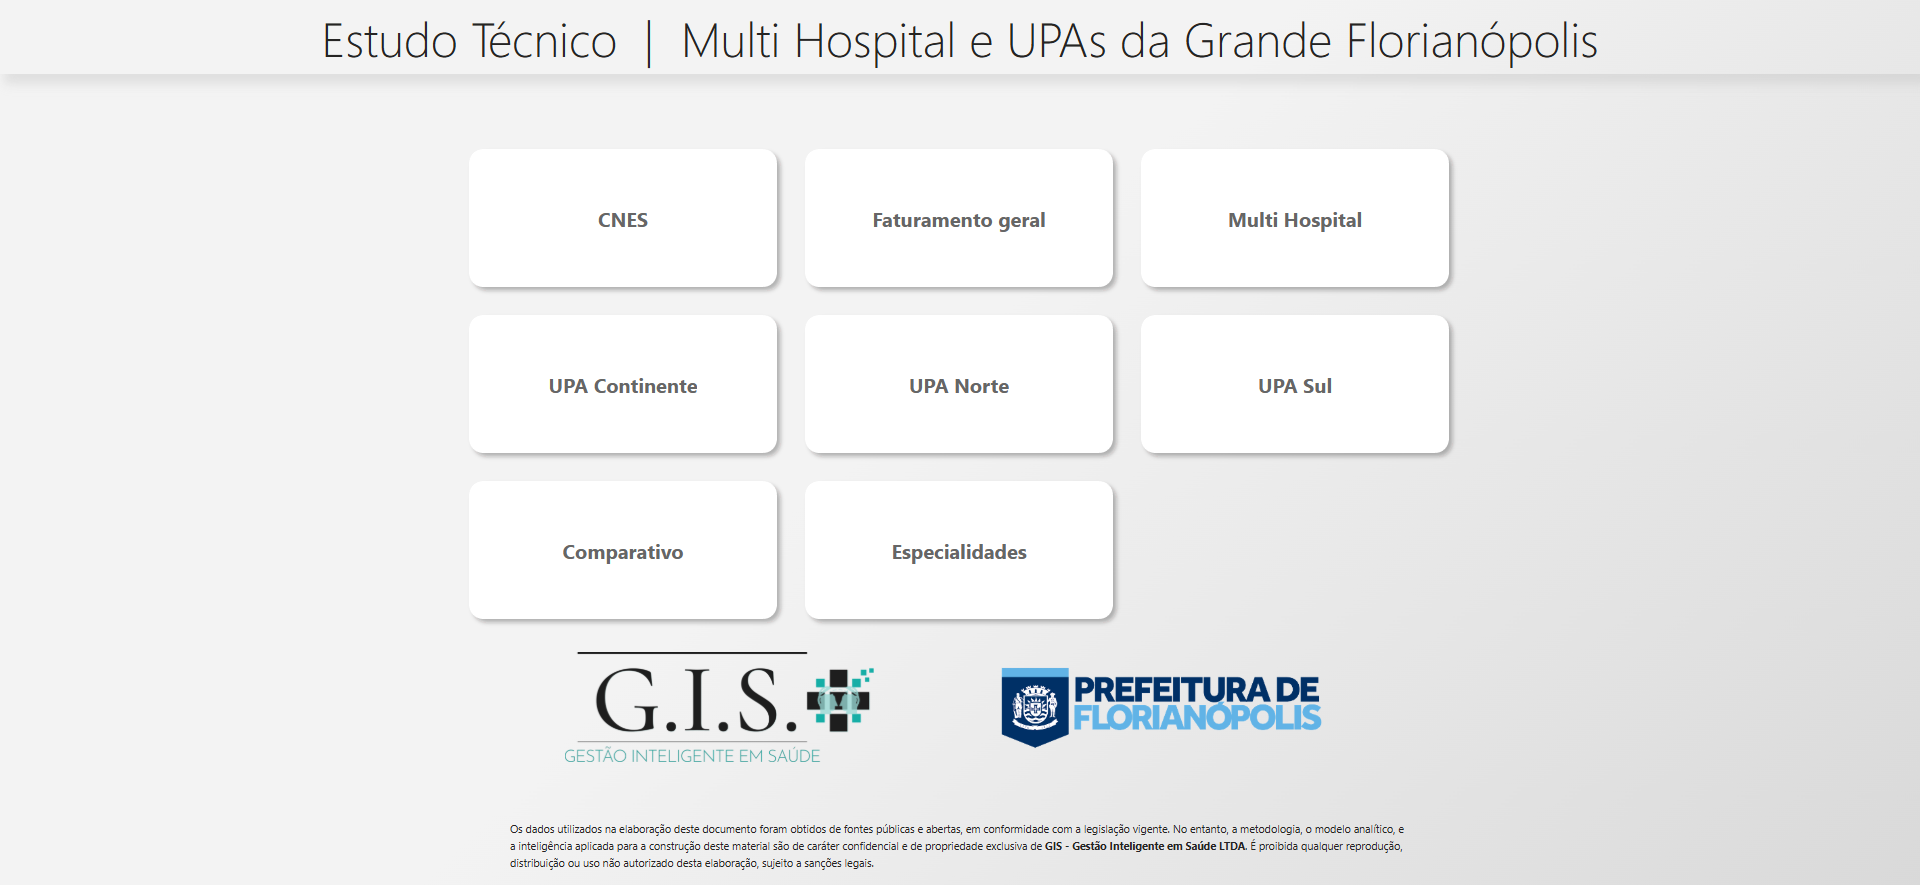 Estudo Técnico | Multi Hospital e UPAs da Grande Florianópolis
CNES
Faturamento geral
Multi Hospital
UPA Continente
UPA Norte
UPA Sul
Comparativo
Especialidades
G.I.S.
GESTÃO INTELIGENTE EM SAÚDE
PREFEITURA DE
FLORIANÓPOLIS
Os dados utilizados na elaboração deste documento foram obtidos de fontes públicas e abertas, em conformidade com a legislação vigente. No entanto, a metodologia, o modelo analítico, e
a inteligência aplicada para a construção deste material são de caráter confidencial e de propriedade exclusiva de GIS - Gestão Inteligente em Saúde LTDA. É proibida qualquer reprodução,
distribuição ou uso não autorizado desta elaboração, sujeito a sanções legais.